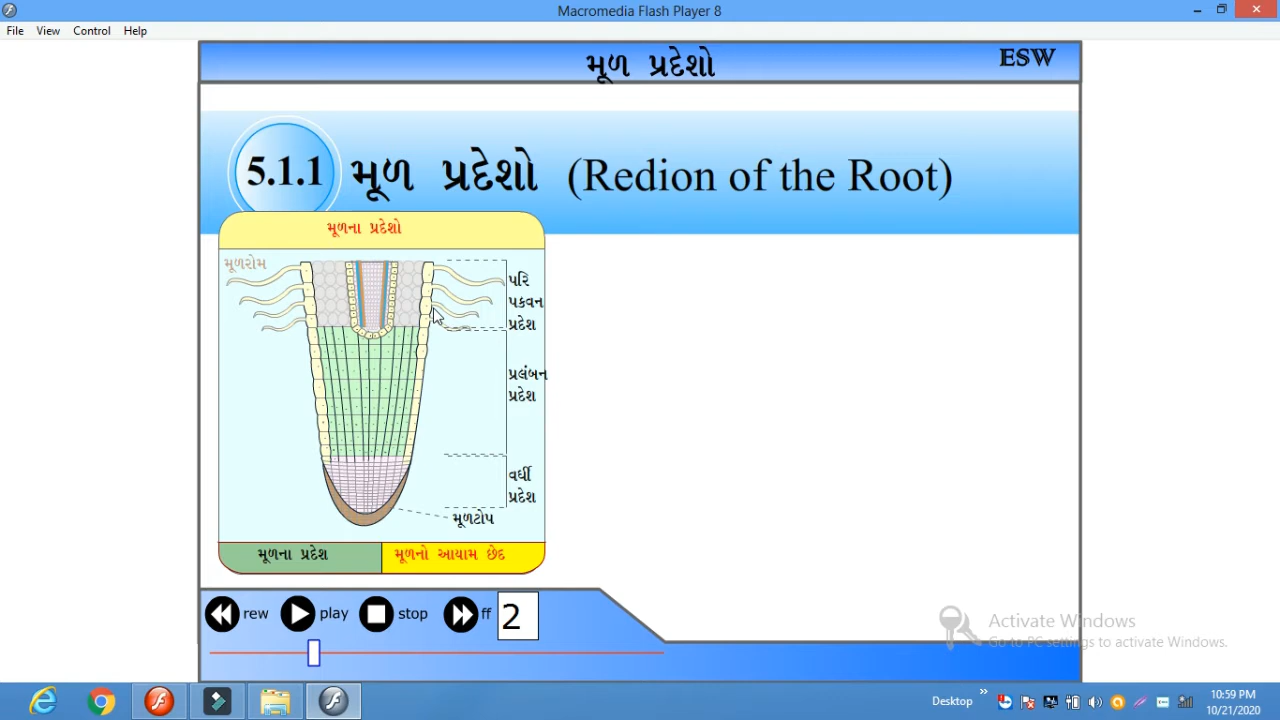 Macromedia Flash Player 8
File View Control Help
મૂળ પ્રદેશો
ESW
5.1.1 મૂળ પ્રદેશો (Redion of the Root)
મૂળના પ્રદેશો
મૂળરોમ
પરિ
પકવન
પ્રદેશ
પ્રલંબન
પ્રદેશ
વર્ધી
પ્રદેશ
મૂળટોપ
મૂળના પ્રદેશ
મૂળનો આયામ છેદ
rew play stop ff 2
Activate Windows
Go to PC settings to activate Windows.
Desktop
10:59 PM
10/21/2020